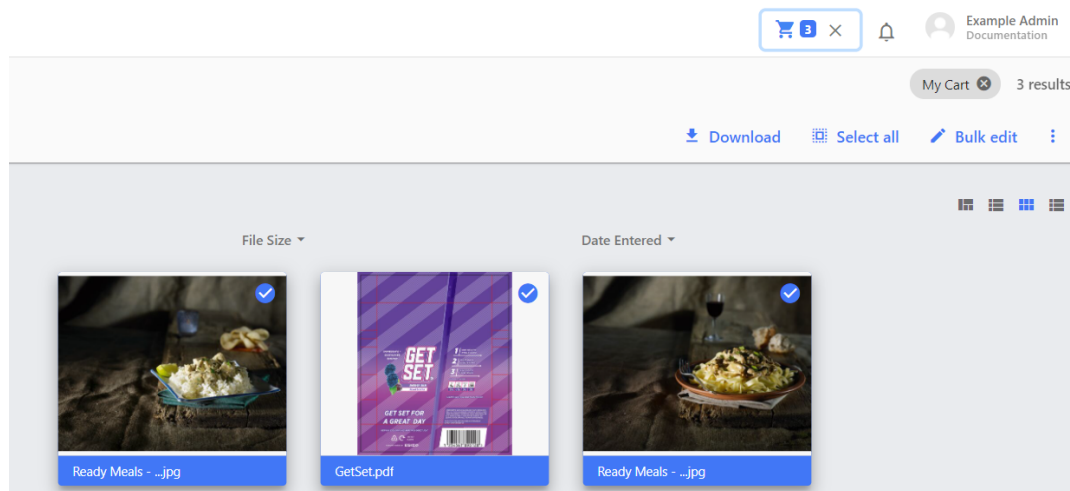 3
Example Admin
Documentation
My Cart
3 results
Download
Select all
Bulk edit
File Size
Date Entered
GET
SET
GET SET FOR
A GREAT DAY
Ready Meals - ...jpg
GetSet.pdf
Ready Meals - ...jpg